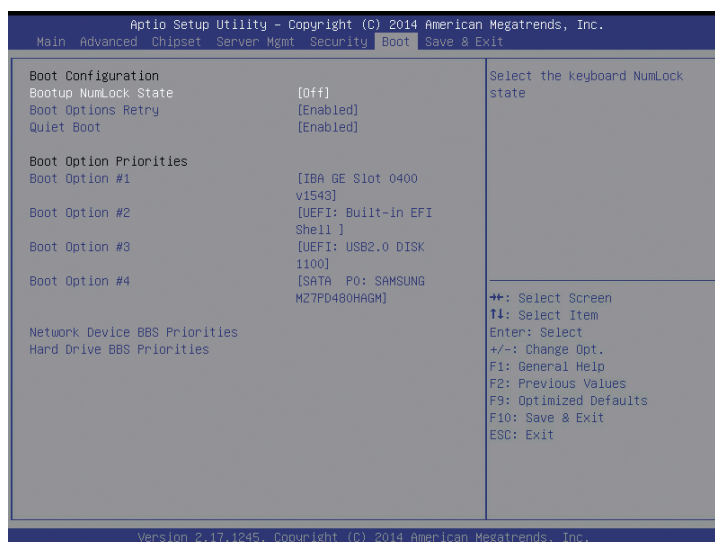 Aptio Setup Utility – Copyright (C) 2014 American Megatrends, Inc.
Main Advanced Chipset Server Mgmt Security Boot Save & Exit
Boot Configuration
Bootup NumLock State [Off]
Boot Options Retry [Enabled]
Quiet Boot [Enabled]
Boot Option Priorities
Boot Option #1 [IBA GE Slot 0400
v1543]
Boot Option #2 [UEFI: Built-in EFI
Shell ]
Boot Option #3 [UEFI: USB2.0 DISK
1100]
Boot Option #4 [SATA P0: SAMSUNG
MZ7PD480HAGM]
Network Device BBS Priorities
Hard Drive BBS Priorities
Select the keyboard NumLock
state
→←: Select Screen
↑↓: Select Item
Enter: Select
+/-: Change Opt.
F1: General Help
F2: Previous Values
F9: Optimized Defaults
F10: Save & Exit
ESC: Exit
Version 2.17.1245. Copyright (C) 2014 American Megatrends, Inc.